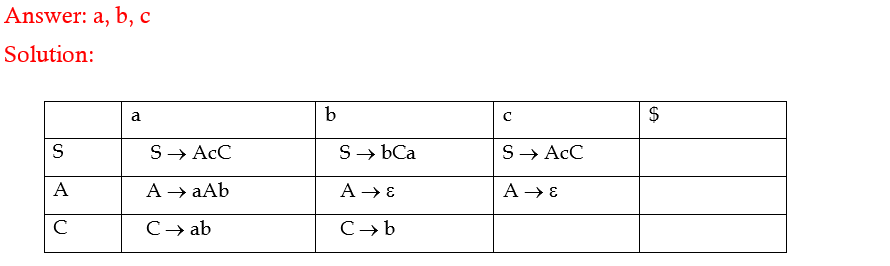 Answer: a, b, c
Solution:
a b c $
S S → AcC S → bCa S → AcC
A A → aAb A → ε A → ε
C C → ab C → b